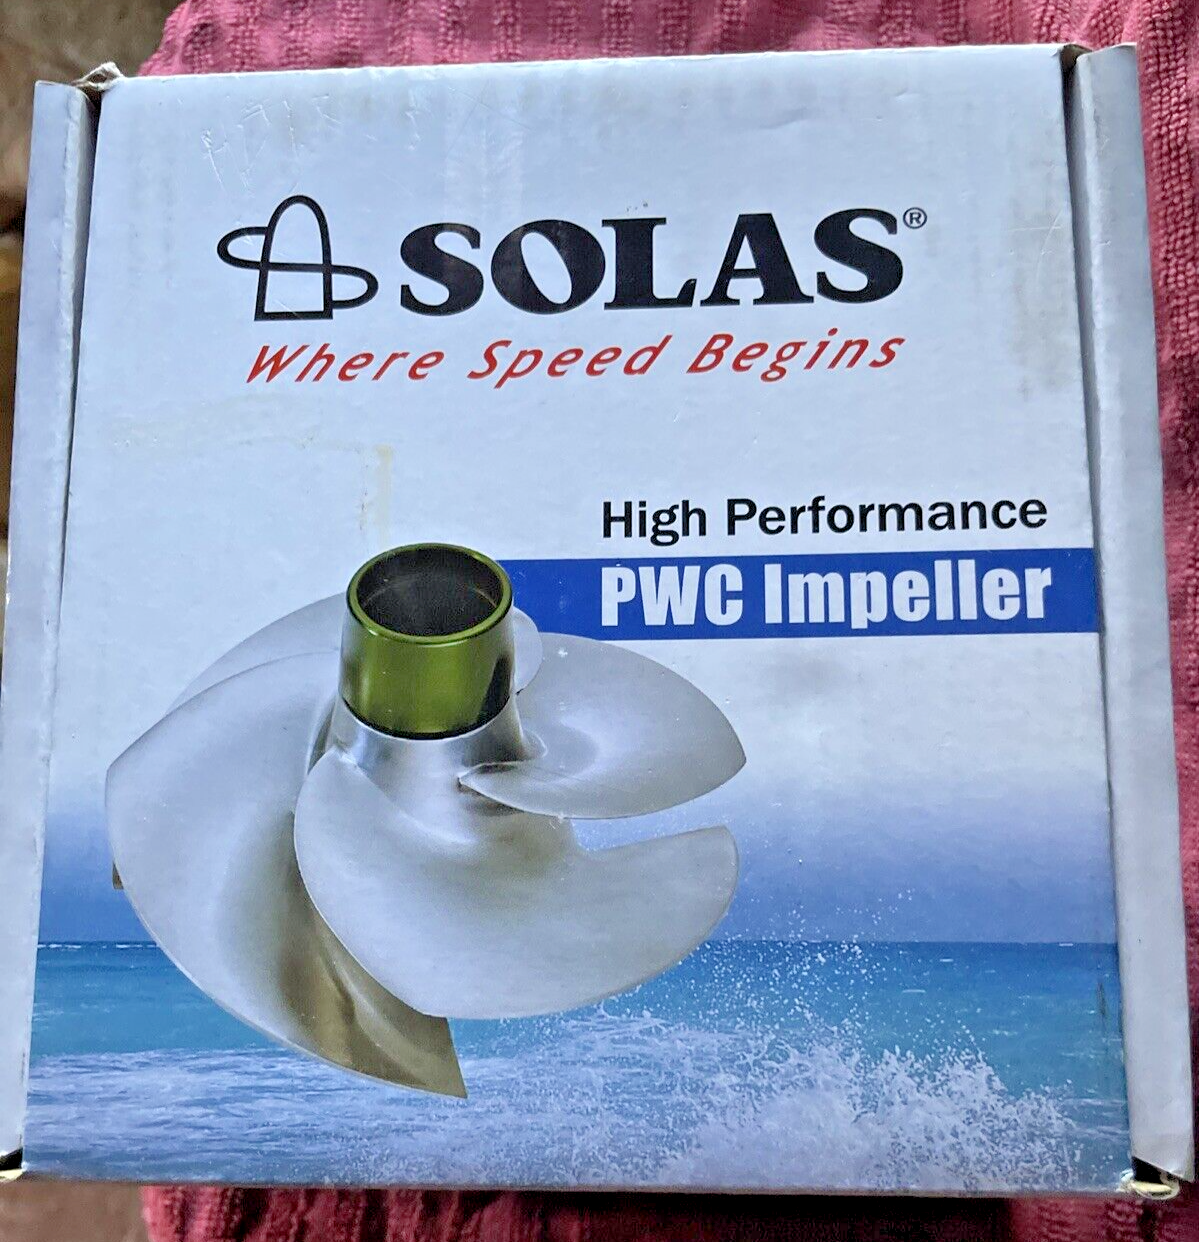 SOLAS®
Where Speed Begins
High Performance
PWC Impeller